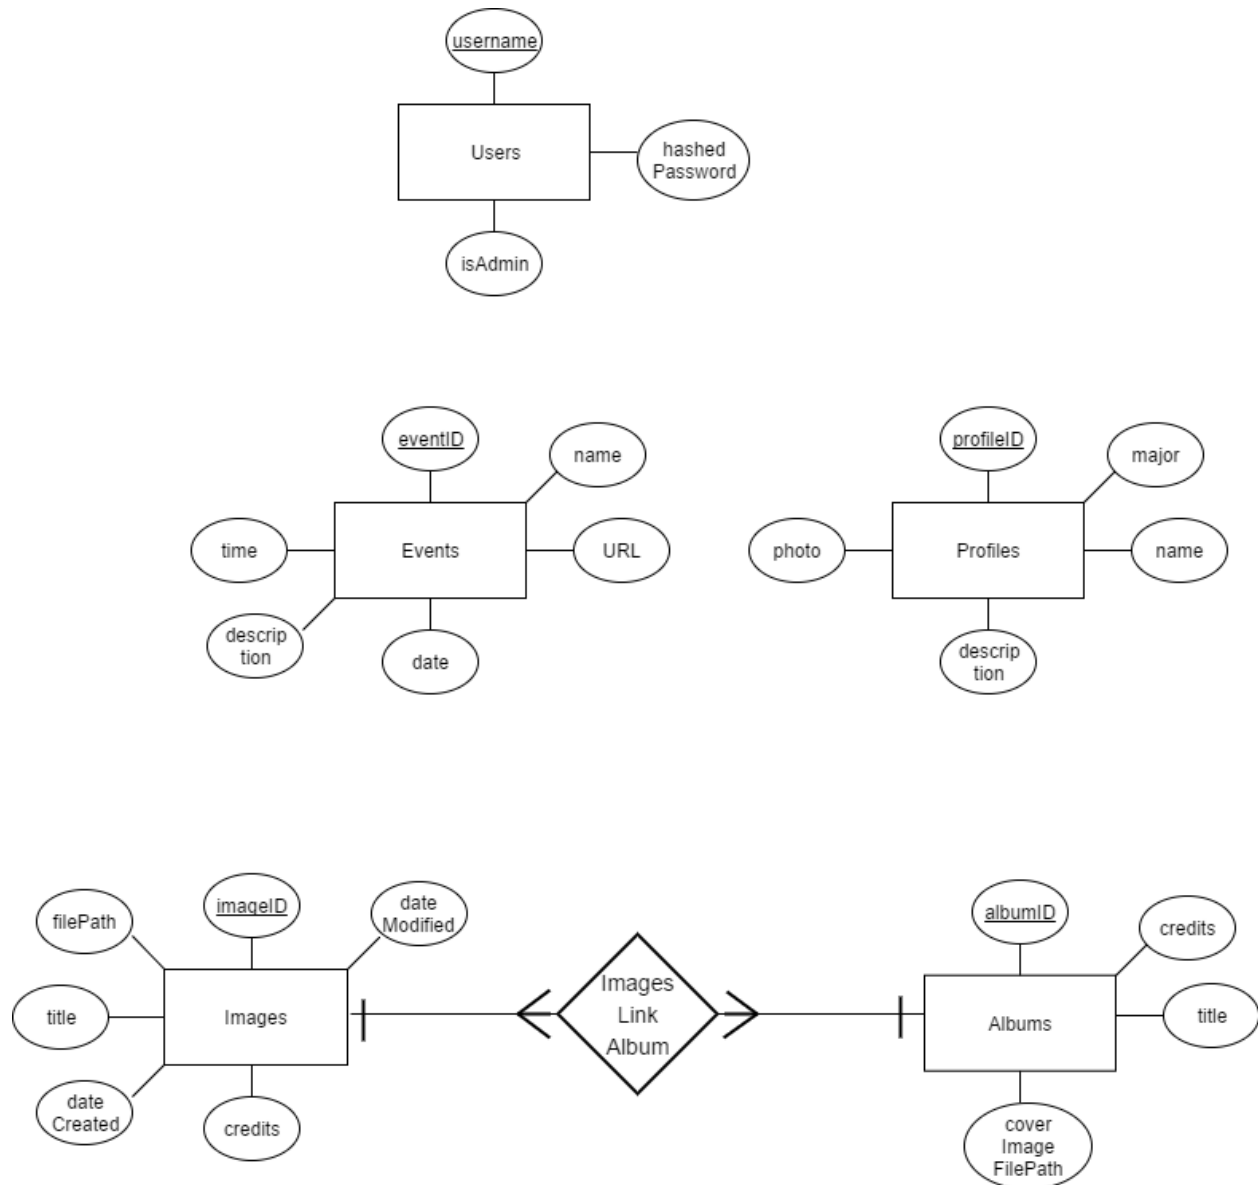 username
Users
hashed
Password
isAdmin
eventID
name
time
Events
URL
descrip
tion
date
profileID
major
photo
Profiles
name
descrip
tion
filePath
imageID
date
Modified
title
Images
date
Created
credits
Images
Link
Album
albumID
credits
Albums
title
cover
Image
FilePath